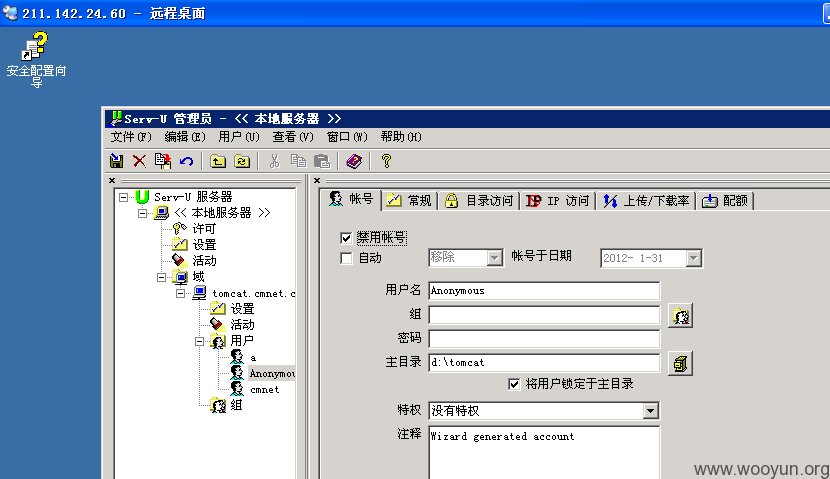 211.142.24.60 - 远程桌面
安全配置向
导
Serv-U 管理员 - << 本地服务器 >>
文件(F) 编辑(E) 用户(U) 查看(V) 窗口(W) 帮助(H)
Serv-U 服务器
<< 本地服务器 >>
许可
设置
活动
域
tomcat.cmnet.c
设置
活动
用户
a
Anonymou
cmnet
组
帐号 常规 目录访问 IP 访问 上传/下载率 配额
禁用帐号
自动 移除 帐号于日期 2012- 1-31
用户名 Anonymous
组
密码
主目录 d:\tomcat
将用户锁定于主目录
特权 没有特权
注释 Wizard generated account
www.wooyun.org